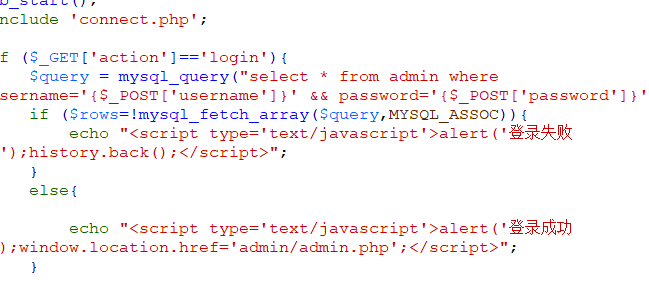 b_start();
nclude 'connect.php';
f ($_GET['action']=='login'){
$query = mysql_query("select * from admin where
sername='{$_POST['username']}' && password='{$_POST['password']}'
if ($rows=!mysql_fetch_array($query,MYSQL_ASSOC)){
echo "<script type='text/javascript'>alert('登录失败
');history.back();</script>";
}
else{
echo "<script type='text/javascript'>alert('登录成功
);window.location.href='admin/admin.php';</script>";
}